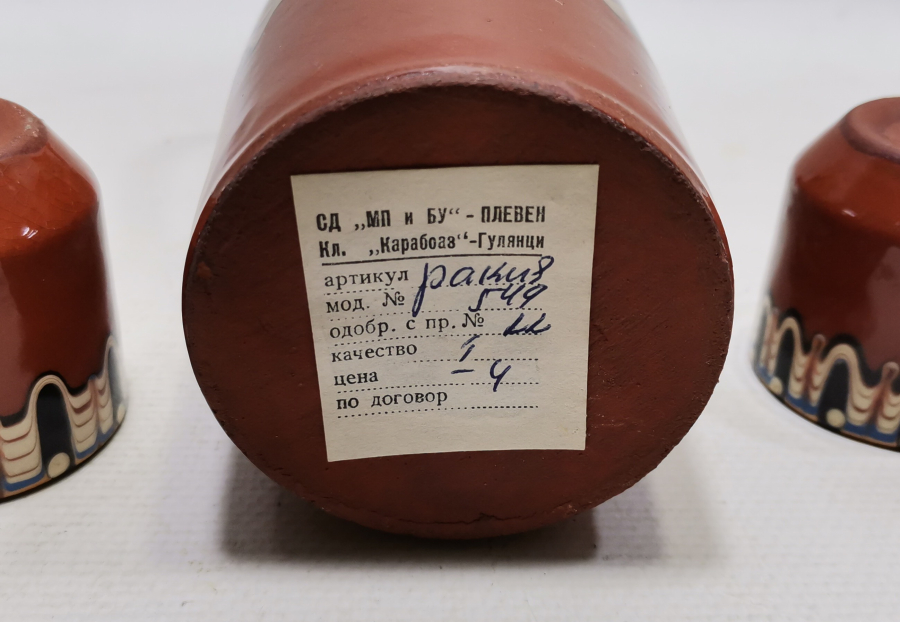 СД „МП и БУ“ - ПЛЕВЕН
Кл. „Карабоаз“-Гулянци
артикул ракия
мод. № 549
одобр. с пр. №
качество I
цена - 4
по договор